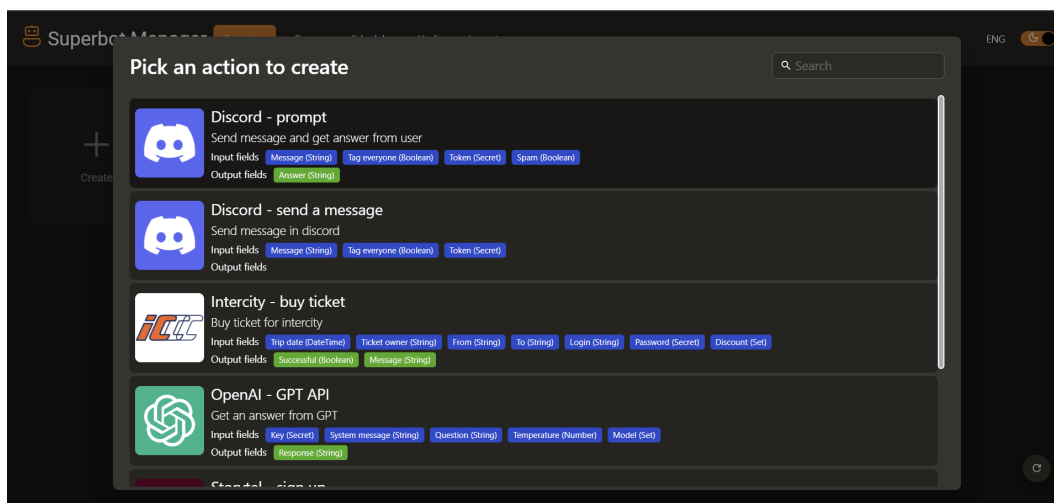 Superbot Manager
ENG
Pick an action to create
Search
Create
Discord - prompt
Send message and get answer from user
Input fields Message (String) Tag everyone (Boolean) Token (Secret) Spam (Boolean)
Output fields Answer (String)
Discord - send a message
Send message in discord
Input fields Message (String) Tag everyone (Boolean) Token (Secret)
Output fields
Intercity - buy ticket
Buy ticket for intercity
Input fields Trip date (DateTime) Ticket owner (String) From (String) To (String) Login (String) Password (Secret) Discount (Set)
Output fields Successful (Boolean) Message (String)
OpenAI - GPT API
Get an answer from GPT
Input fields Key (Secret) System message (String) Question (String) Temperature (Number) Model (Set)
Output fields Response (String)
Storytel - sign up